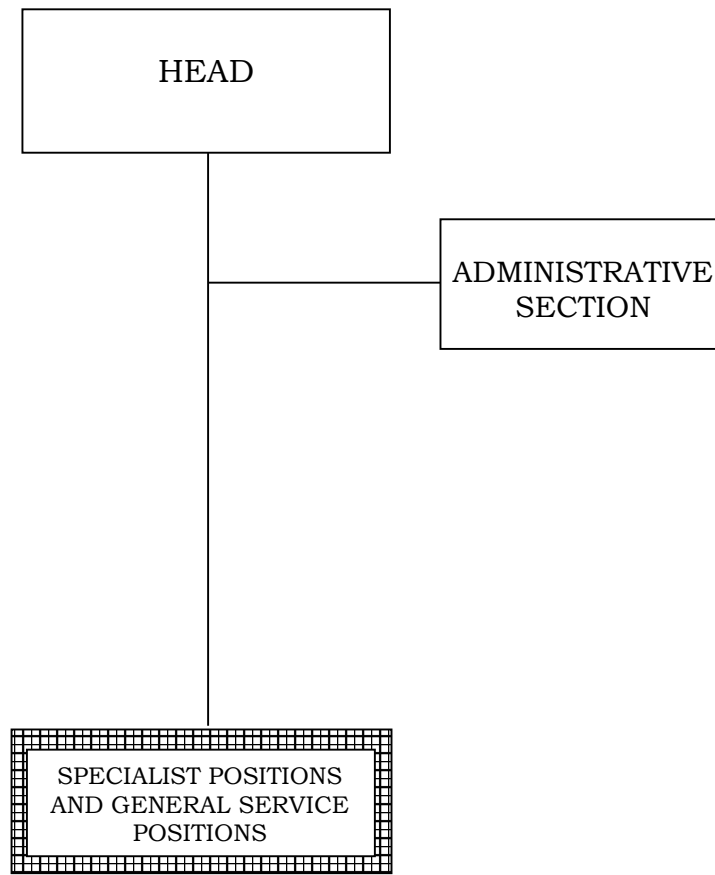 HEAD
ADMINISTRATIVE
SECTION
SPECIALIST POSITIONS
AND GENERAL SERVICE
POSITIONS